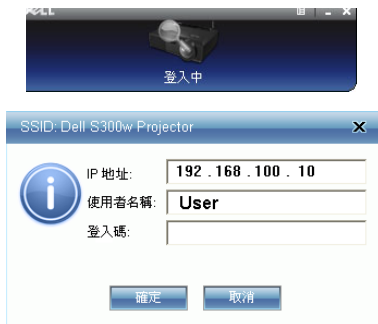 DELL
登入中
SSID: Dell S300w Projector
IP 地址: 192 . 168 . 100 . 10
使用者名稱: User
登入碼:
確定 取消